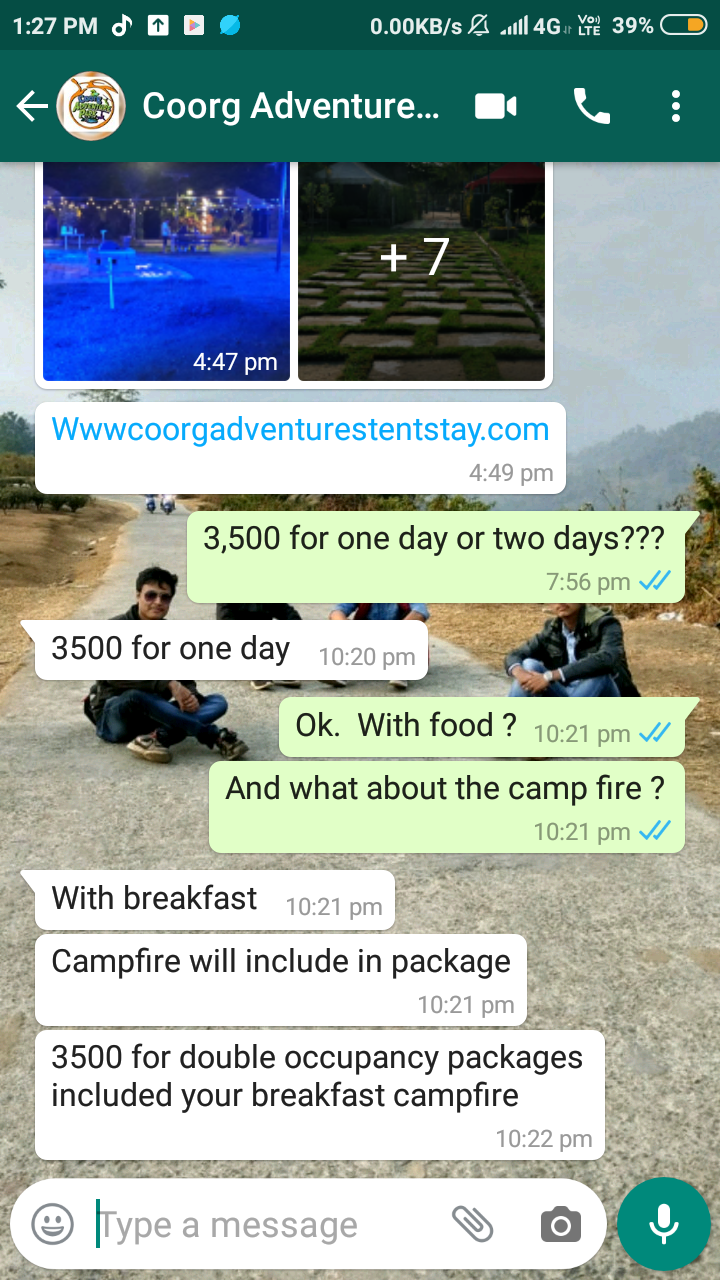 1:27 PM 0.00KB/s 4G VoLTE 39%
Coorg Adventure...
+ 7
4:47 pm
Wwwcoorgadventurestentstay.com
4:49 pm
3,500 for one day or two days???
7:56 pm
3500 for one day 10:20 pm
Ok. With food ? 10:21 pm
And what about the camp fire ?
10:21 pm
With breakfast 10:21 pm
Campfire will include in package
10:21 pm
3500 for double occupancy packages
included your breakfast campfire
10:22 pm
Type a message